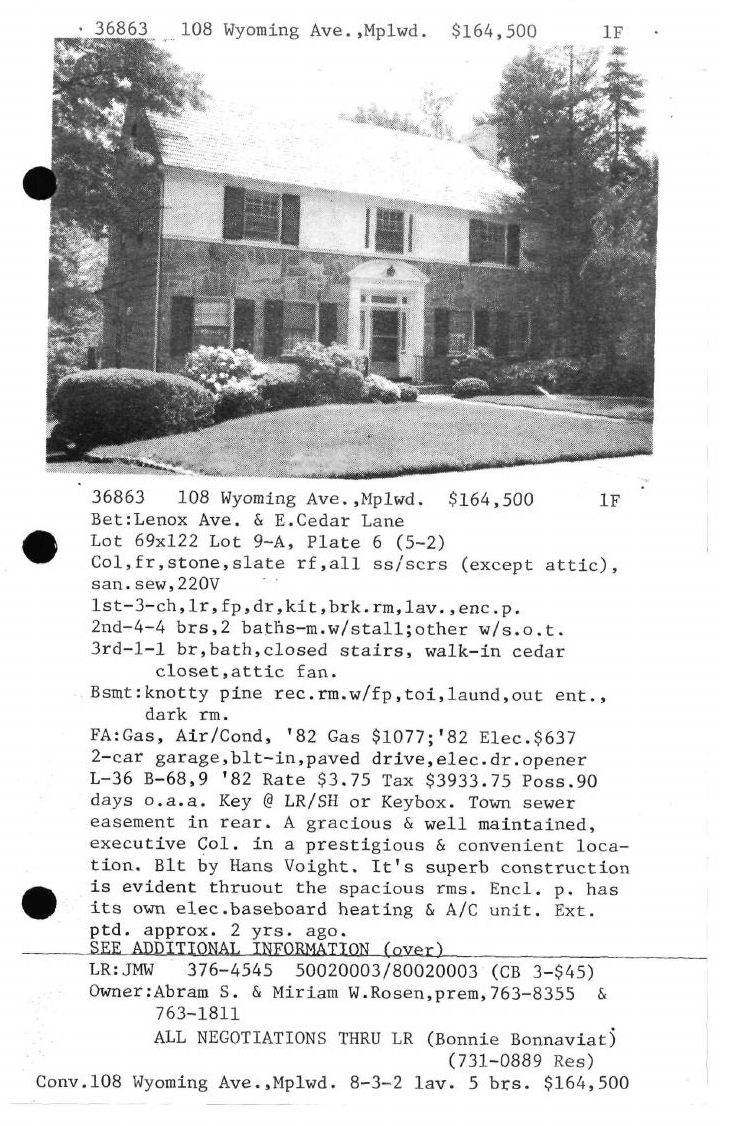 36863 108 Wyoming Ave.,Mplwd. $164,500 1F
36863 108 Wyoming Ave.,Mplwd. $164,500 1F
Bet:Lenox Ave. & E.Cedar Lane
Lot 69x122 Lot 9-A, Plate 6 (5-2)
Col,fr,stone,slate rf,all ss/scrs (except attic),
san.sew,220V
1st-3-ch,lr,fp,dr,kit,brk.rm,lav.,enc.p.
2nd-4-4 brs,2 baths-m.w/stall;other w/s.o.t.
3rd-1-1 br,bath,closed stairs, walk-in cedar
closet,attic fan.
Bsmt:knotty pine rec.rm.w/fp,toi,laund,out ent.,
dark rm.
FA:Gas, Air/Cond, '82 Gas $1077;'82 Elec.$637
2-car garage,blt-in,paved drive,elec.dr.opener
L-36 B-68,9 '82 Rate $3.75 Tax $3933.75 Poss.90
days o.a.a. Key @ LR/SH or Keybox. Town sewer
easement in rear. A gracious & well maintained,
executive Col. in a prestigious & convenient loca-
tion. Blt by Hans Voight. It's superb construction
is evident thruout the spacious rms. Encl. p. has
its own elec.baseboard heating & A/C unit. Ext.
ptd. approx. 2 yrs. ago.
SEE ADDITIONAL INFORMATION (over)
LR:JMW 376-4545 50020003/80020003 (CB 3-$45)
Owner:Abram S. & Miriam W.Rosen,prem,763-8355 &
763-1811
ALL NEGOTIATIONS THRU LR (Bonnie Bonnaviat)
(731-0889 Res)
Conv.108 Wyoming Ave.,Mplwd. 8-3-2 lav. 5 brs. $164,500